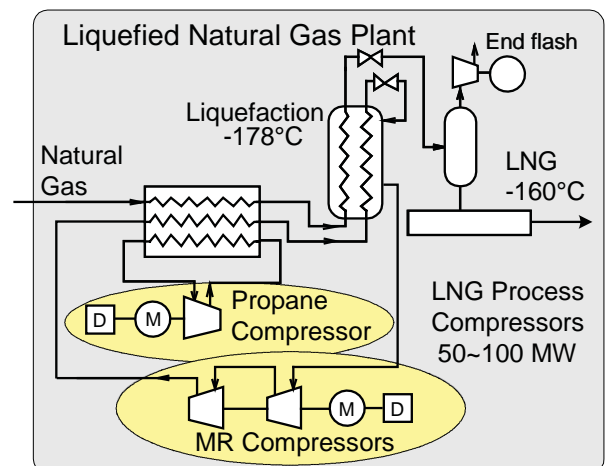 Liquefied Natural Gas Plant
End flash
Liquefaction
-178°C
Natural
Gas
LNG
-160°C
Propane
Compressor
D
M
LNG Process
Compressors
50~100 MW
M
D
MR Compressors